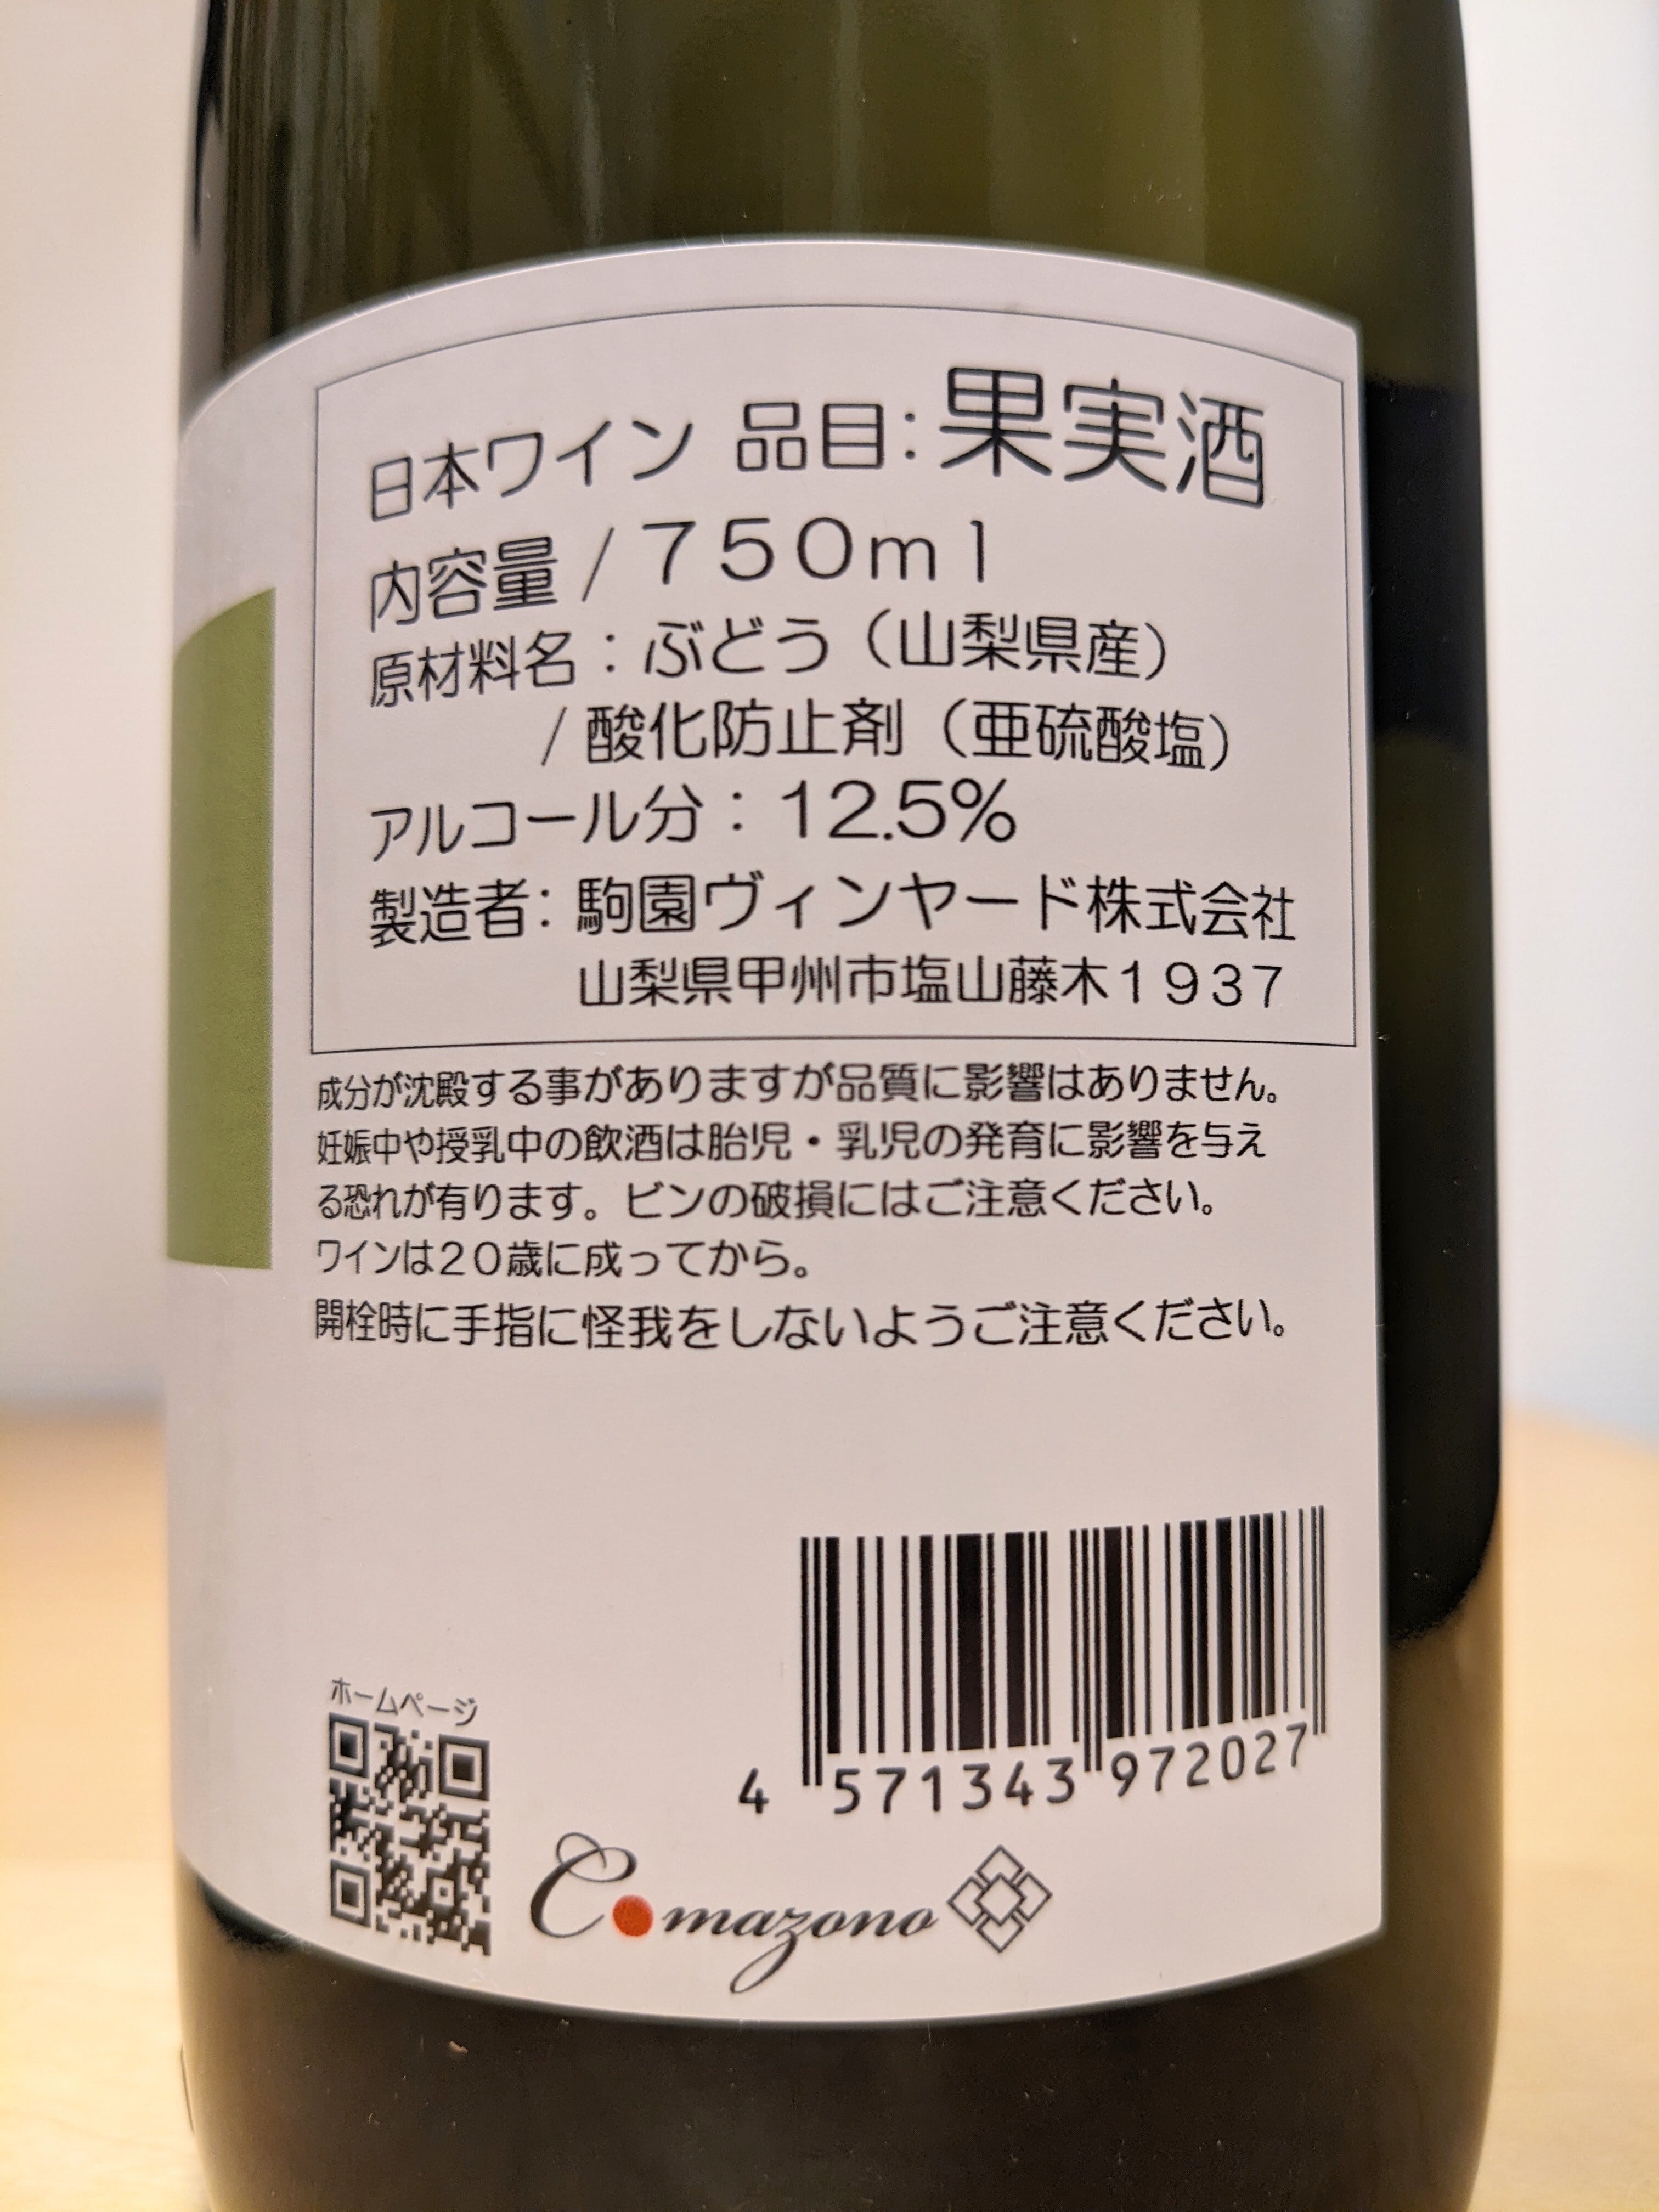 日本ワイン 品目：果実酒
内容量 / ７５０ｍｌ
原材料名：ぶどう（山梨県産）
/ 酸化防止剤（亜硫酸塩）
アルコール分：12.5%
製造者：駒園ヴィンヤード株式会社
山梨県甲州市塩山藤木１９３７
成分が沈殿する事がありますが品質に影響はありません。
妊娠中や授乳中の飲酒は胎児・乳児の発育に影響を与え
る恐れが有ります。ビンの破損にはご注意ください。
ワインは２０歳に成ってから。
開栓時に手指に怪我をしないようご注意ください。
ホームページ
4 571343 972027
Comazono